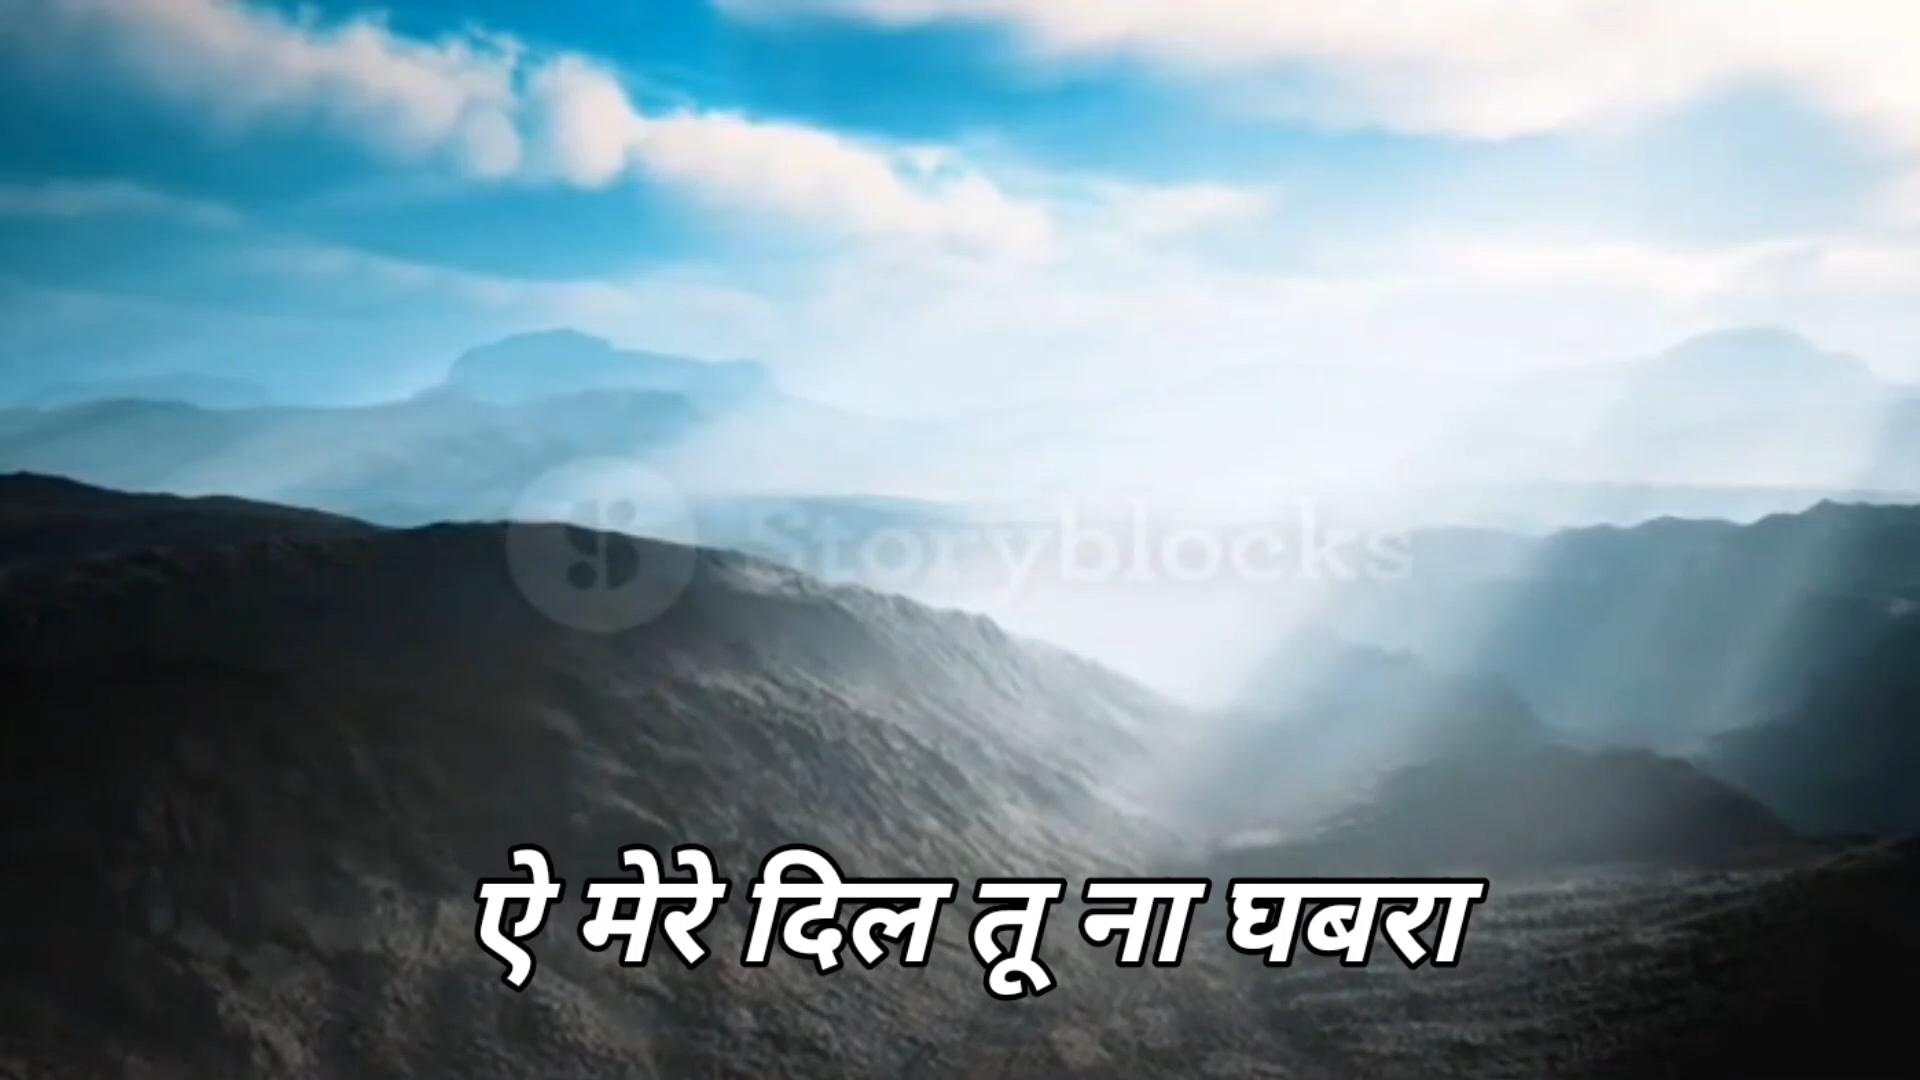 Storyblocks
ऐ मेरे दिल तू ना घबरा